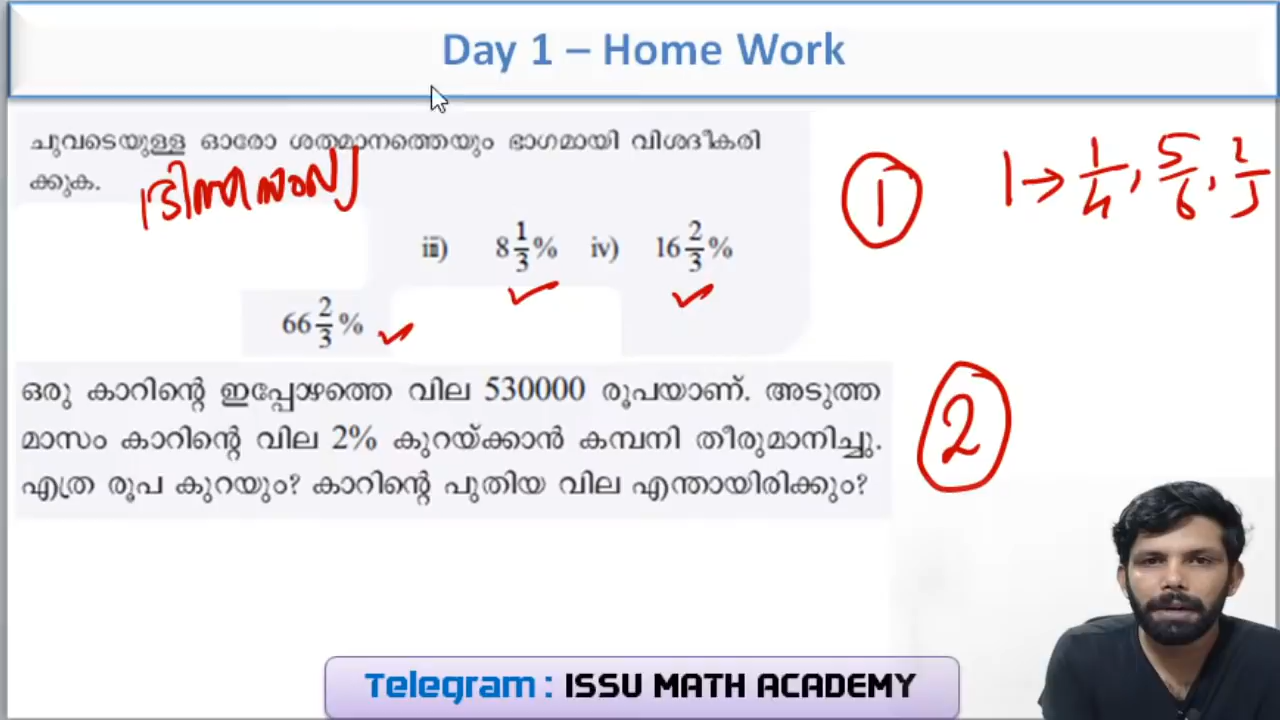 Day 1 – Home Work
ചുവടെയുള്ള ഓരോ ശതമാനത്തെയും ഭാഗമായി വിശദീകരി
ക്കുക. ഭിന്നസംഖ്യ
① 1 → 1/4, 5/6, 2/5
iii) 8 1/3 % iv) 16 2/3 %
66 2/3 %
ഒരു കാറിന്റെ ഇപ്പോഴത്തെ വില 530000 രൂപയാണ്. അടുത്ത
മാസം കാറിന്റെ വില 2% കുറയ്ക്കാൻ കമ്പനി തീരുമാനിച്ചു.
എത്ര രൂപ കുറയും? കാറിന്റെ പുതിയ വില എന്തായിരിക്കും?
②
Telegram : ISSU MATH ACADEMY